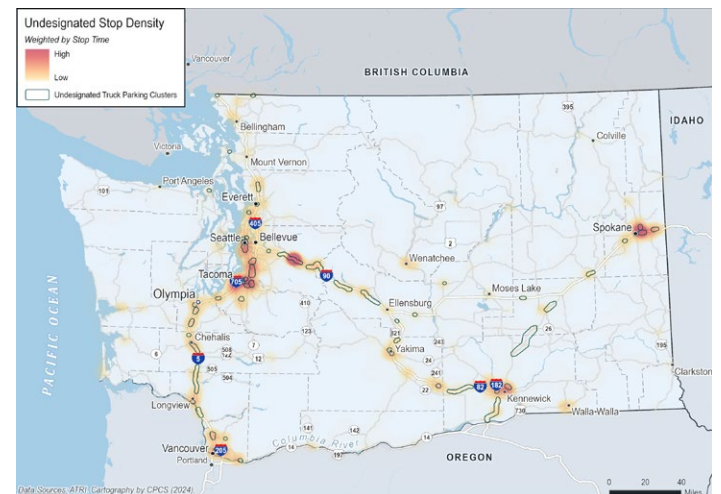 Undesignated Stop Density
Weighted by Stop Time
High
Low
Undesignated Truck Parking Clusters
Vancouver
BRITISH COLUMBIA
395
IDAHO
Bellingham
Colville
Victoria
Mount Vernon
101
Port Angeles
Everett
97
405
Spokane
Seattle
Bellevue
2
Wenatchee
90
Tacoma
705
Moses Lake
Olympia
Ellensburg
410
PACIFIC OCEAN
123
821
26
Chehalis
7
508
6
12
Yakima
24
195
5
505
241
504
Clarkston
22
82
182
Kennewick
Longview
730
Walla-Walla
141
142
Columbia River
14
Vancouver
14
197
205
Portland
OREGON
Data Sources, ATRI. Cartography by CPCS (2024)
0
20
40
Miles